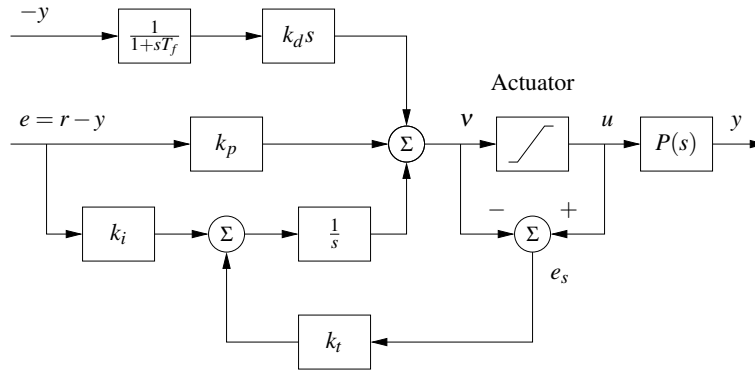 −y
1/(1+sT_f)
k_d s
Actuator
e = r − y
k_p
Σ
ν
u
P(s)
y
k_i
Σ
1/s
−
+
Σ
e_s
k_t